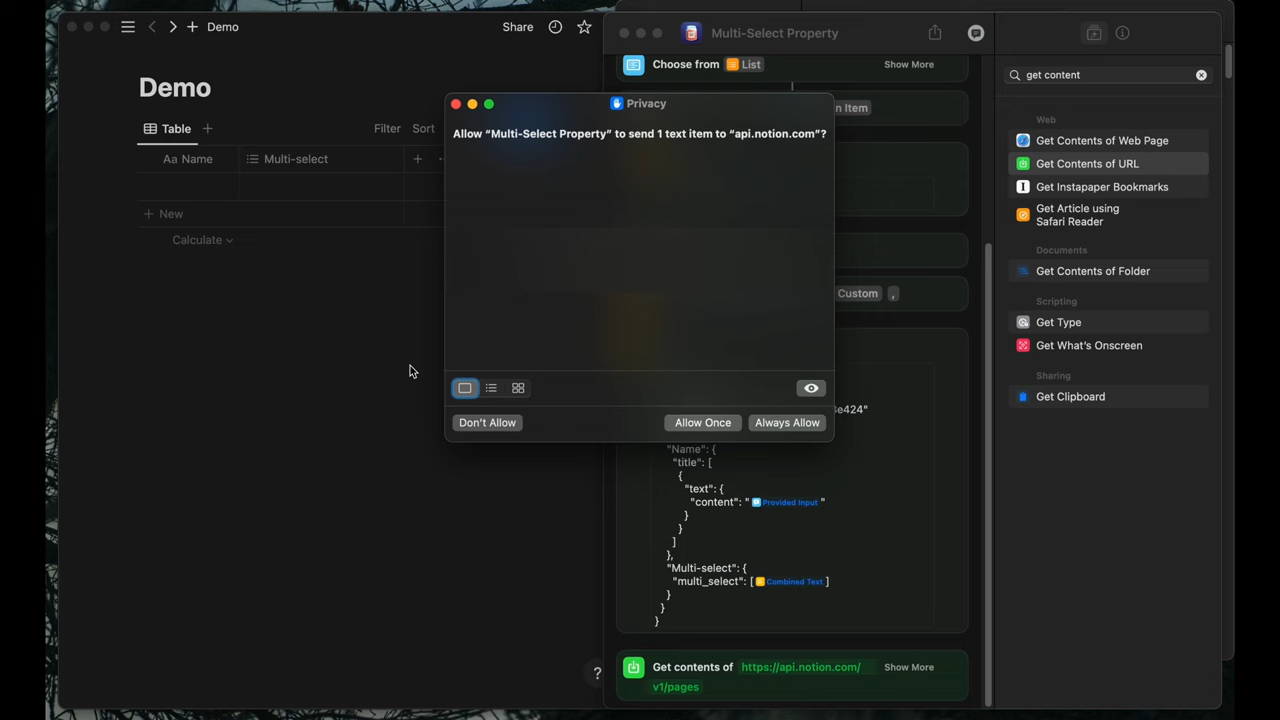 Demo
Share
Demo
Table
Filter
Sort
Aa Name
Multi-select
New
Calculate
?
Multi-Select Property
Choose from List
Show More
n Item
Custom ,
e424"
"Name": {
"title": [
{
"text": {
"content": " Provided Input "
}
}
]
},
"Multi-select": {
"multi_select": [ Combined Text ]
}
}
}
Get contents of https://api.notion.com/
v1/pages
Show More
Privacy
Allow “Multi-Select Property” to send 1 text item to “api.notion.com”?
Don’t Allow
Allow Once
Always Allow
get content
Web
Get Contents of Web Page
Get Contents of URL
Get Instapaper Bookmarks
Get Article using
Safari Reader
Documents
Get Contents of Folder
Scripting
Get Type
Get What’s Onscreen
Sharing
Get Clipboard